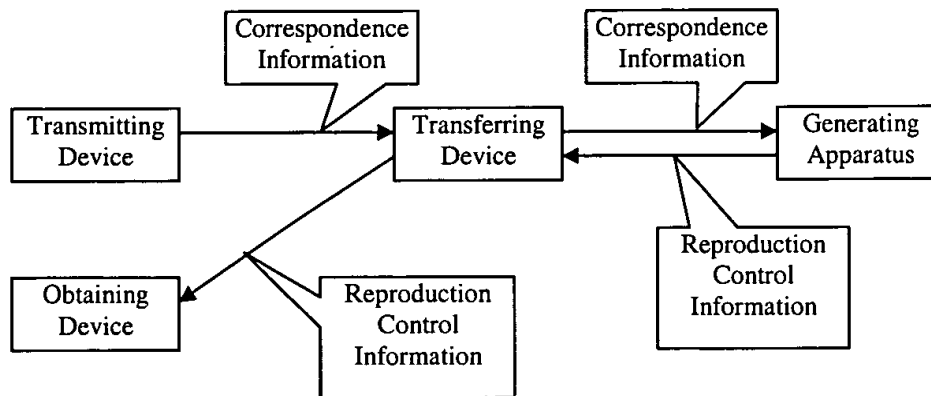 Correspondence
Information
Correspondence
Information
Transmitting
Device
Transferring
Device
Generating
Apparatus
Reproduction
Control
Information
Obtaining
Device
Reproduction
Control
Information